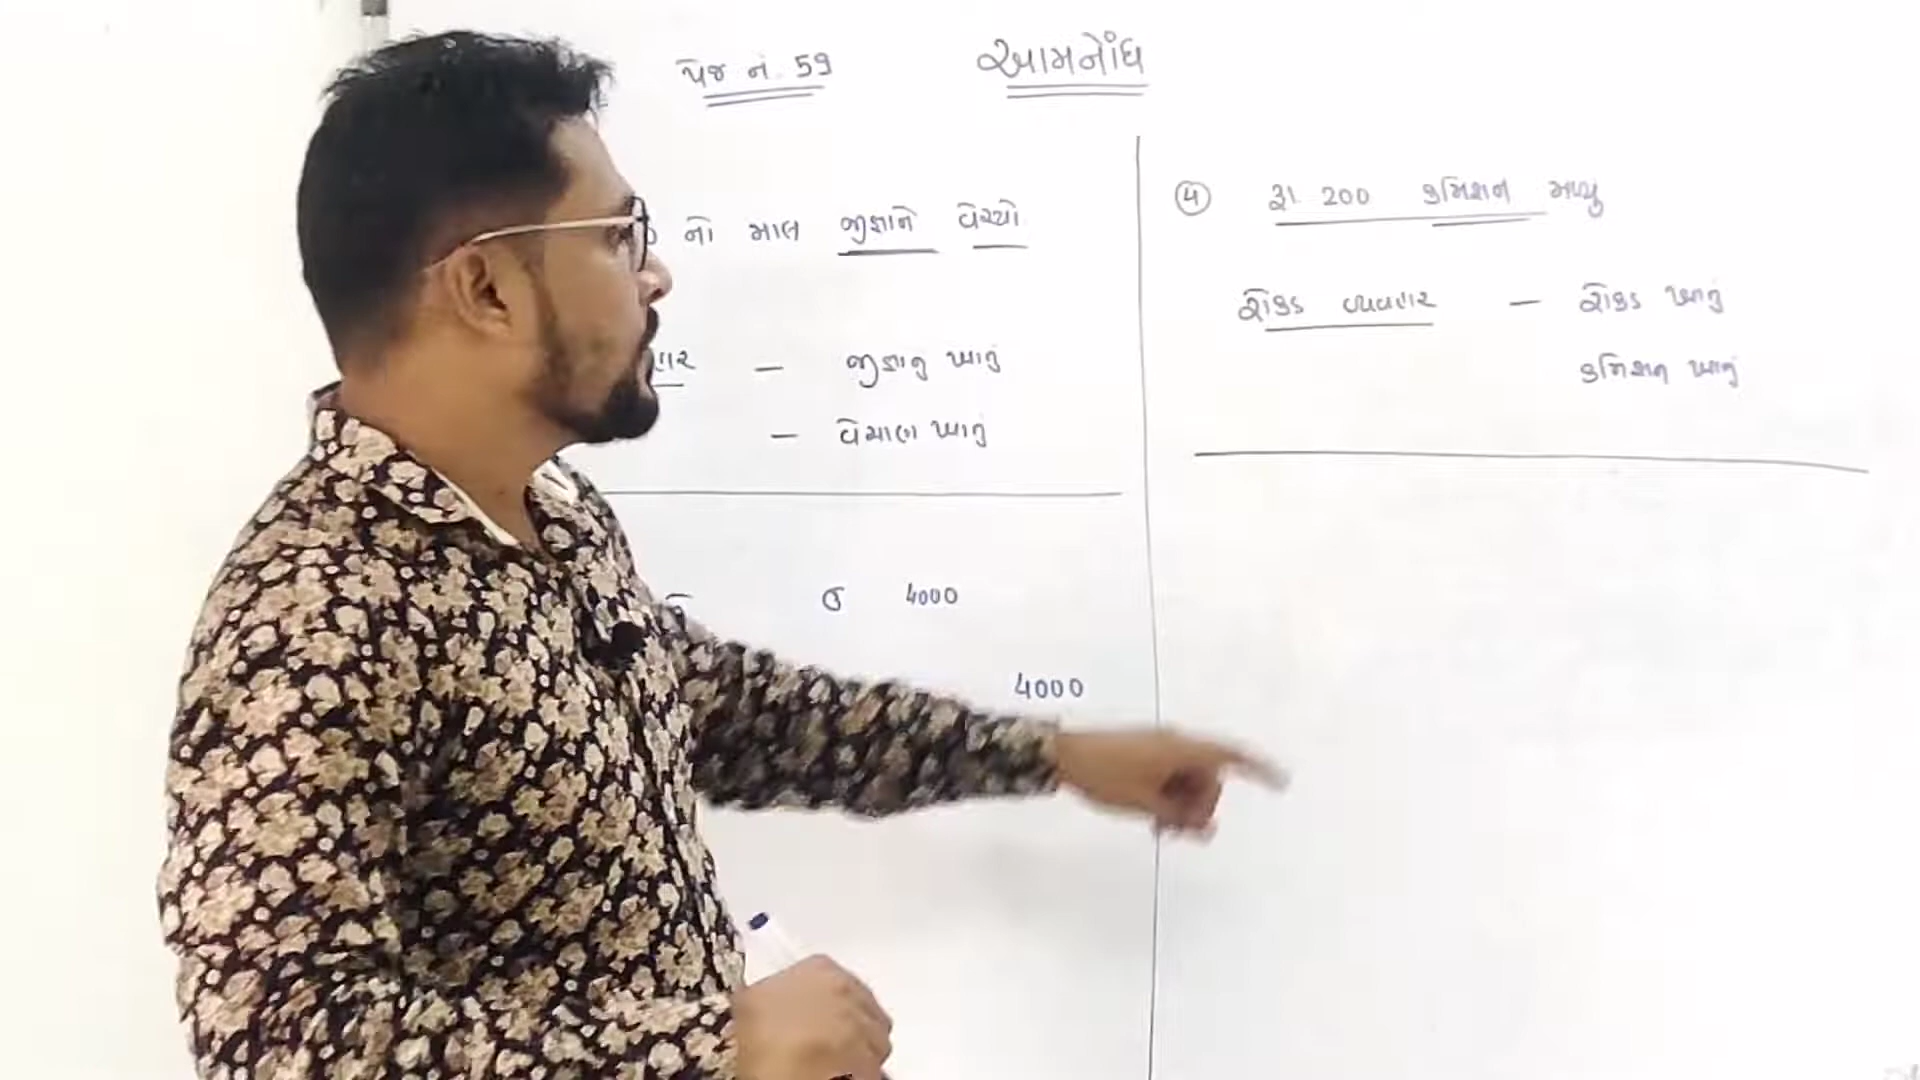 પેજ નં. 59
આમનોંધ
નો માલ જીજ્ઞાને વેચ્યો
– જીજ્ઞાનું ખાતું
– વેચાણ ખાતું
ઉ 4000
4000
(4) રૂા. 200 કમિશન મળ્યું
રોકડ વ્યવહાર – રોકડ ખાતું
કમિશન ખાતું